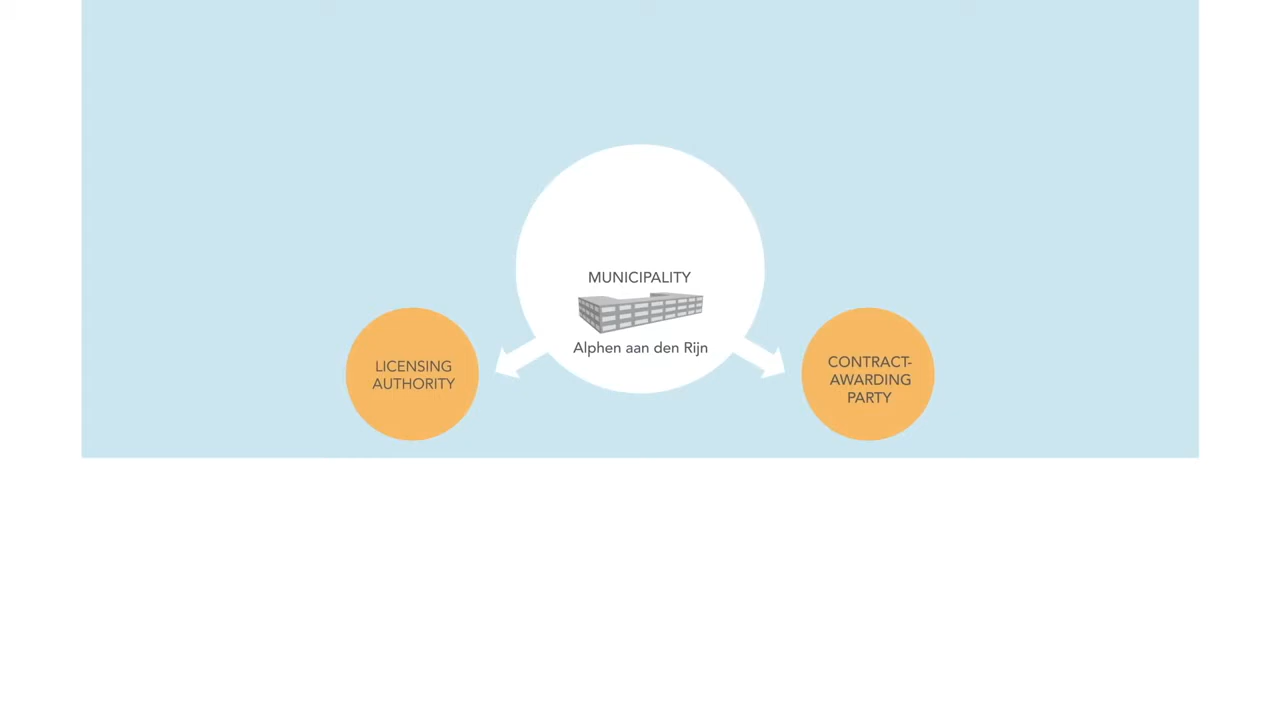 MUNICIPALITY
Alphen aan den Rijn
LICENSING
AUTHORITY
CONTRACT-
AWARDING
PARTY